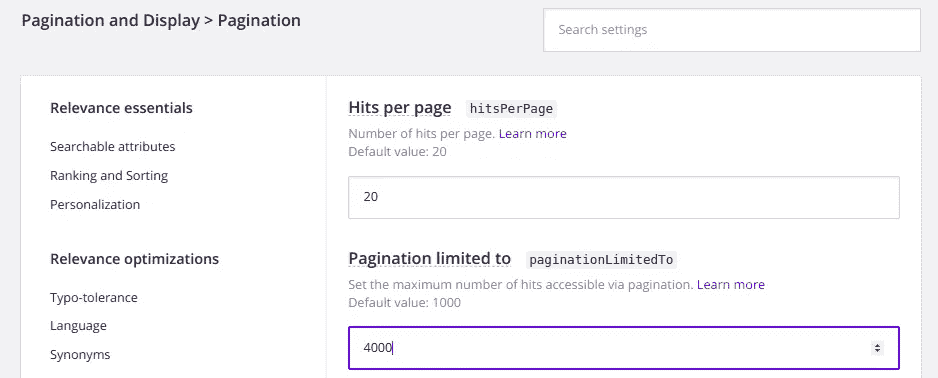 Pagination and Display > Pagination
Search settings
Relevance essentials
Searchable attributes
Ranking and Sorting
Personalization
Relevance optimizations
Typo-tolerance
Language
Synonyms
Hits per page hitsPerPage
Number of hits per page. Learn more
Default value: 20
20
Pagination limited to paginationLimitedTo
Set the maximum number of hits accessible via pagination. Learn more
Default value: 1000
4000